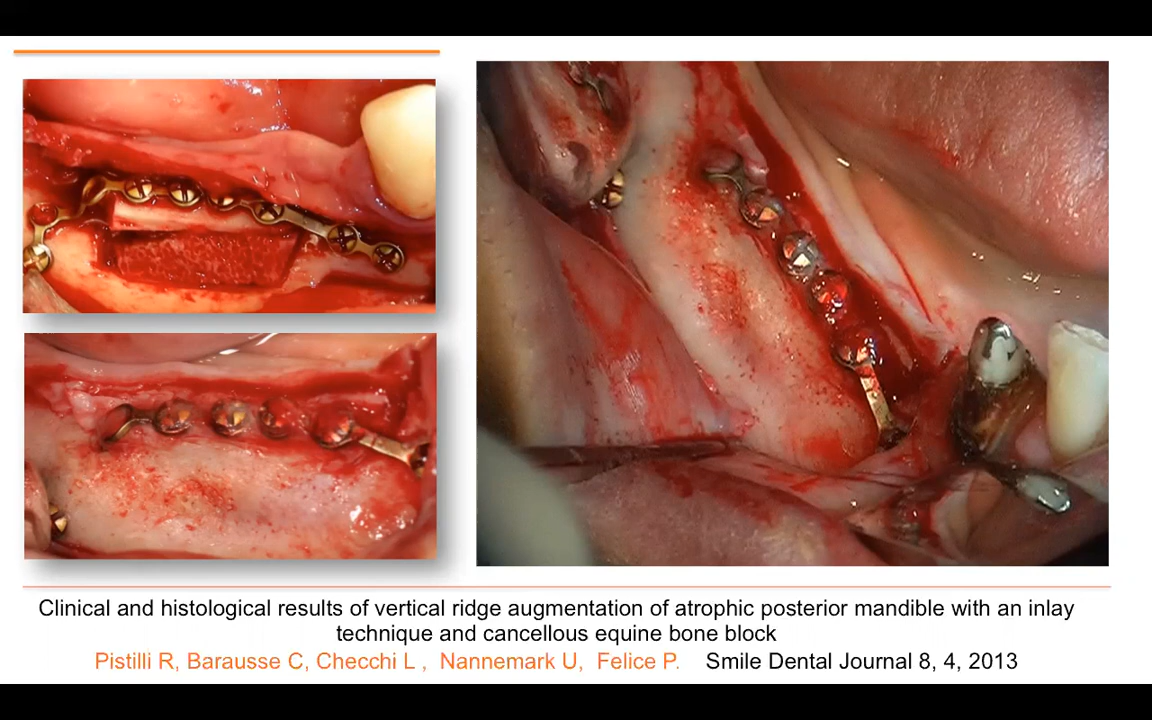 Clinical and histological results of vertical ridge augmentation of atrophic posterior mandible with an inlay
technique and cancellous equine bone block
Pistilli R, Barausse C, Checchi L , Nannemark U, Felice P. Smile Dental Journal 8, 4, 2013